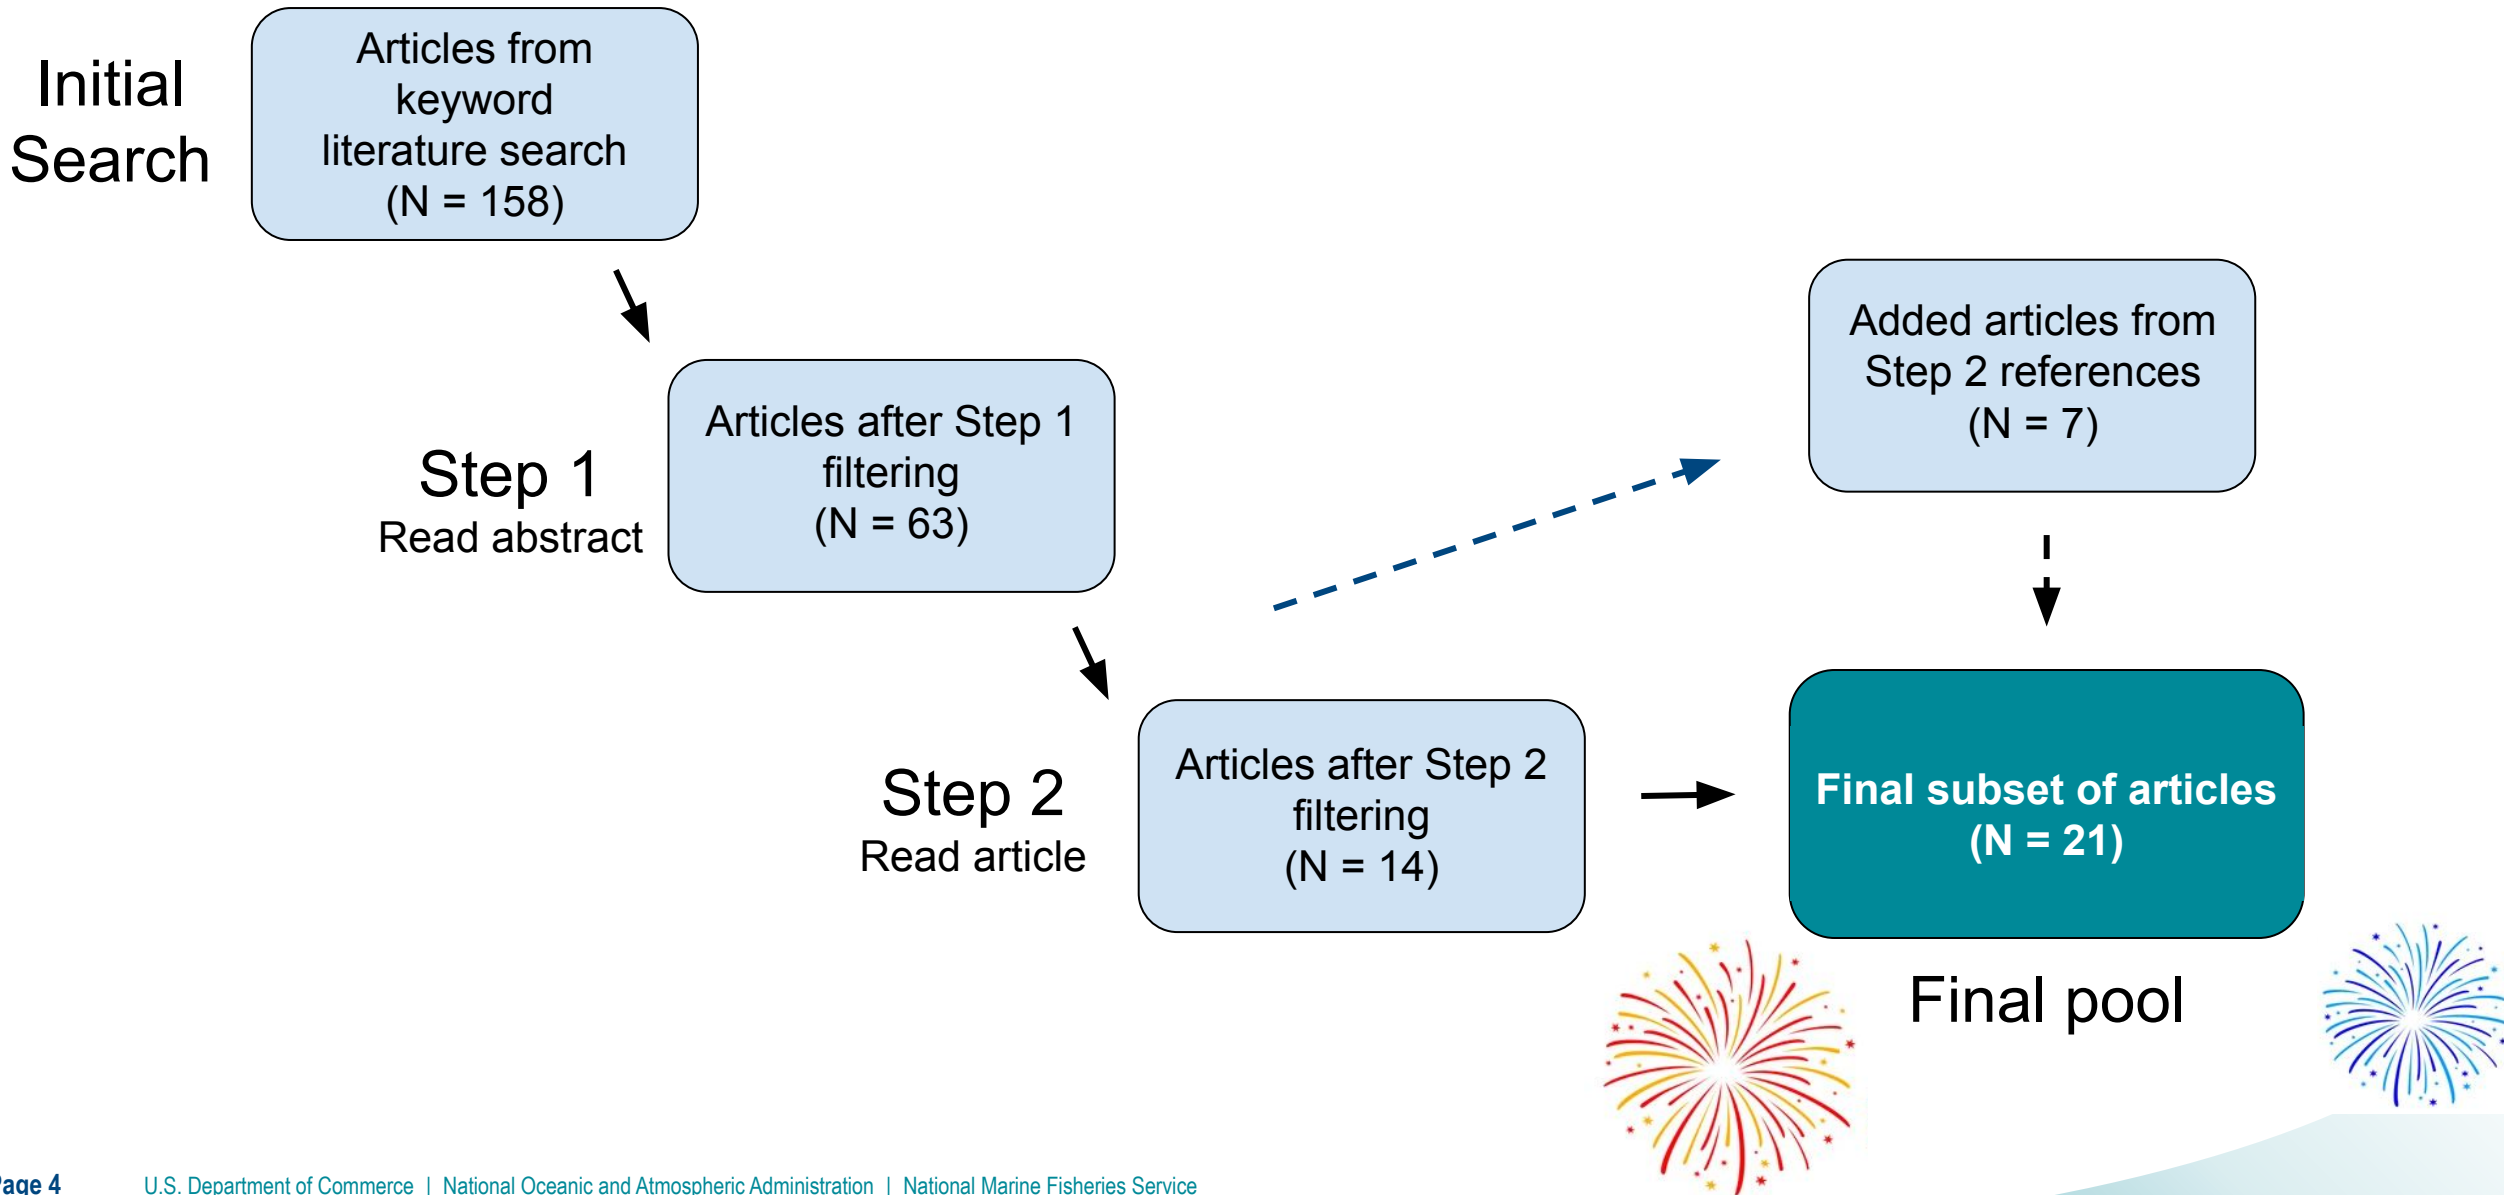 Initial
Search
Articles from
keyword
literature search
(N = 158)
Step 1
Read abstract
Articles after Step 1
filtering
(N = 63)
Added articles from
Step 2 references
(N = 7)
Step 2
Read article
Articles after Step 2
filtering
(N = 14)
Final subset of articles
(N = 21)
Final pool
Page 4
U.S. Department of Commerce | National Oceanic and Atmospheric Administration | National Marine Fisheries Service